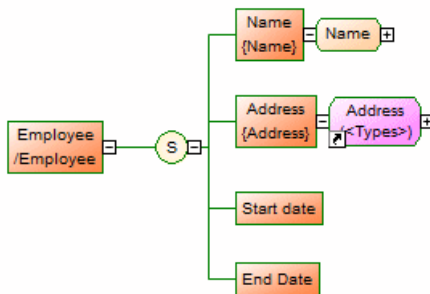 Name
{Name}
Name
Address
{Address}
Address
(<Types>)
Employee
/Employee
S
Start date
End Date